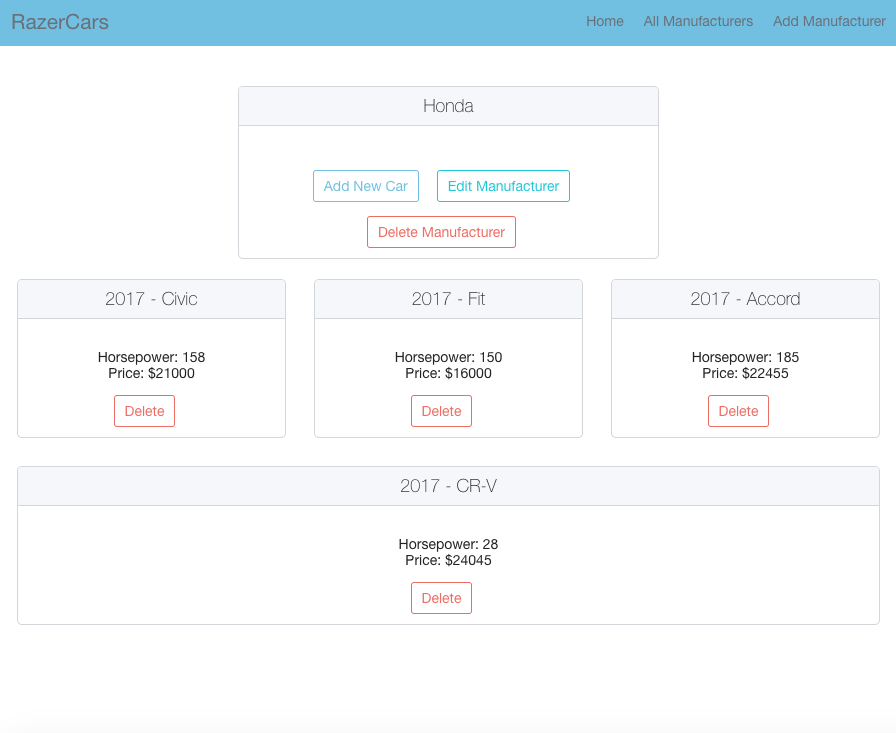 RazerCars
Home All Manufacturers Add Manufacturer
Honda
Add New Car Edit Manufacturer
Delete Manufacturer
2017 - Civic
Horsepower: 158
Price: $21000
Delete
2017 - Fit
Horsepower: 150
Price: $16000
Delete
2017 - Accord
Horsepower: 185
Price: $22455
Delete
2017 - CR-V
Horsepower: 28
Price: $24045
Delete